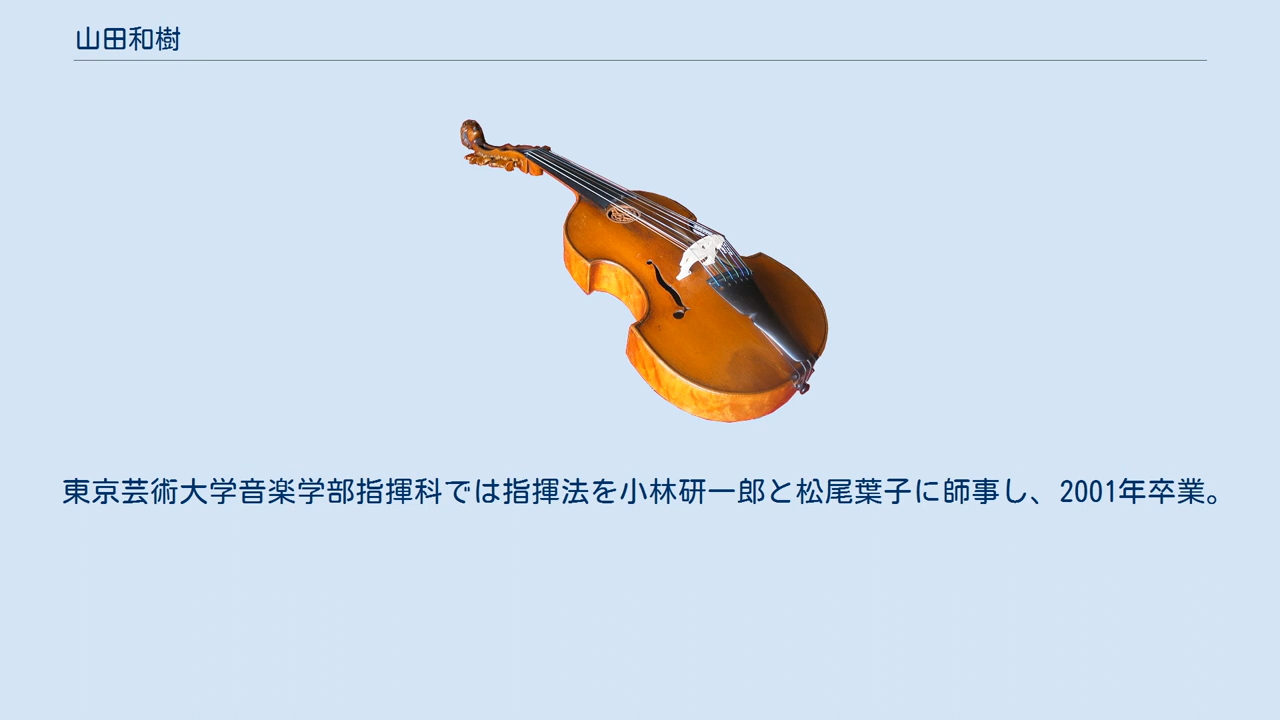 山田和樹
東京芸術大学音楽学部指揮科では指揮法を小林研一郎と松尾葉子に師事し、2001年卒業。